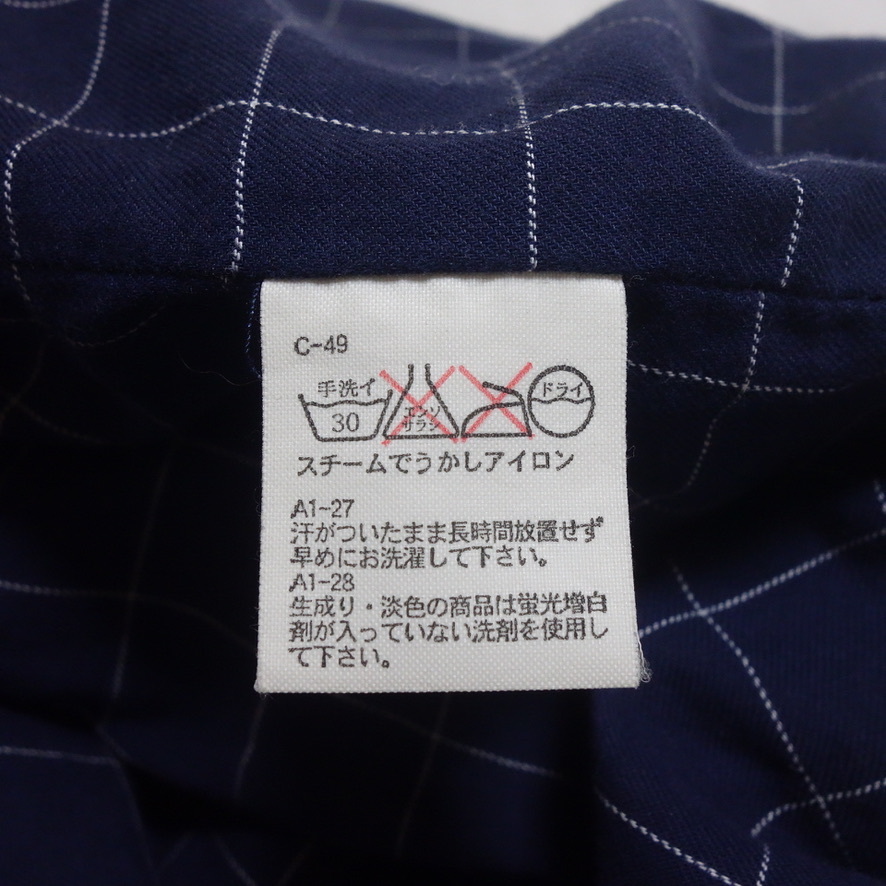 C-49
手洗イ
30
エンソ
サラシ
ドライ
スチームでうかしアイロン
A1-27
汗がついたまま長時間放置せず
早めにお洗濯して下さい。
A1-28
生成り・淡色の商品は蛍光増白
剤が入っていない洗剤を使用し
て下さい。